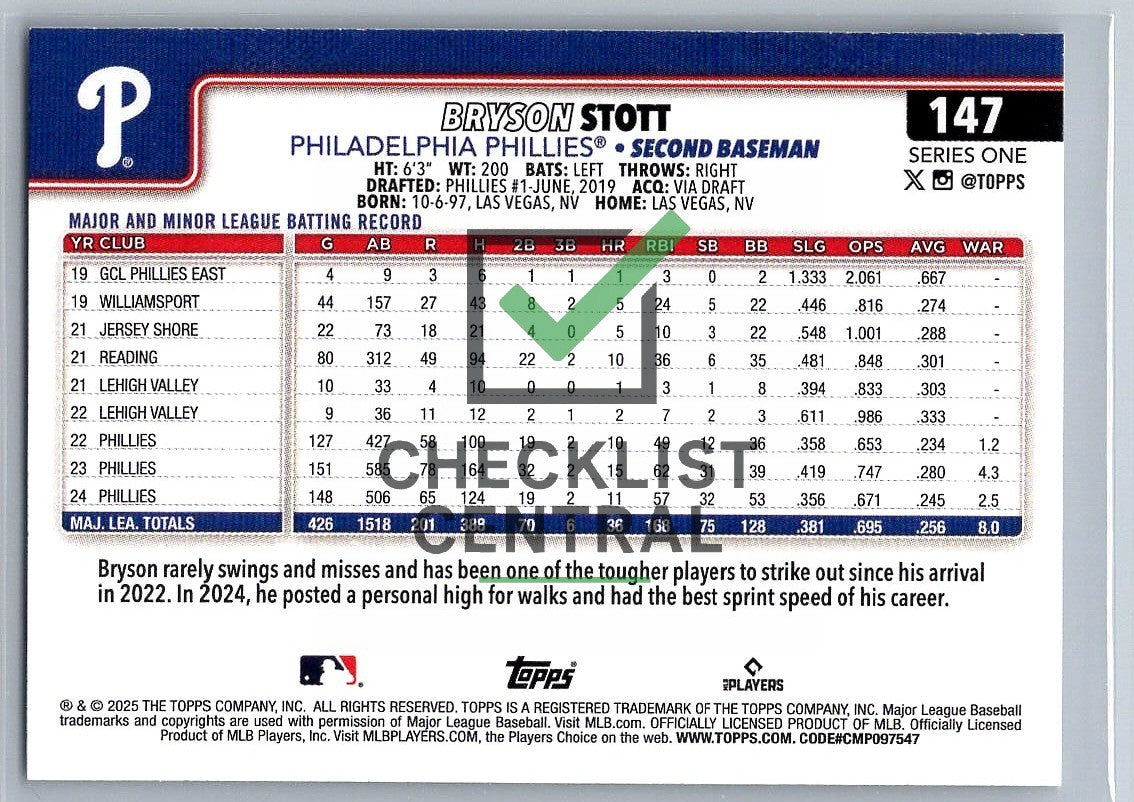 P®
BRYSON STOTT
147
PHILADELPHIA PHILLIES® • SECOND BASEMAN
SERIES ONE
HT: 6'3" WT: 200 BATS: LEFT THROWS: RIGHT
@TOPPS
DRAFTED: PHILLIES #1-JUNE, 2019 ACQ: VIA DRAFT
BORN: 10-6-97, LAS VEGAS, NV HOME: LAS VEGAS, NV
MAJOR AND MINOR LEAGUE BATTING RECORD
YR CLUB G AB R H 2B 3B HR RBI SB BB SLG OPS AVG WAR
19 GCL PHILLIES EAST 4 9 3 6 1 1 1 3 0 2 1.333 2.061 .667 -
19 WILLIAMSPORT 44 157 27 43 8 2 5 24 5 22 .446 .816 .274 -
21 JERSEY SHORE 22 73 18 21 4 0 5 10 3 22 .548 1.001 .288 -
21 READING 80 312 49 94 22 2 10 36 6 35 .481 .848 .301 -
21 LEHIGH VALLEY 10 33 4 10 0 0 1 3 1 8 .394 .833 .303 -
22 LEHIGH VALLEY 9 36 11 12 2 1 2 7 2 3 .611 .986 .333 -
22 PHILLIES 127 427 58 100 19 2 10 49 12 36 .358 .653 .234 1.2
23 PHILLIES 151 585 78 164 32 2 15 62 31 39 .419 .747 .280 4.3
24 PHILLIES 148 506 65 124 19 2 11 57 32 53 .356 .671 .245 2.5
MAJ. LEA. TOTALS 426 1518 201 388 70 6 36 168 75 128 .381 .695 .256 8.0
CHECKLIST
CENTRAL
Bryson rarely swings and misses and has been one of the tougher players to strike out since his arrival
in 2022. In 2024, he posted a personal high for walks and had the best sprint speed of his career.
Topps®
MLB PLAYERS
® & © 2025 THE TOPPS COMPANY, INC. ALL RIGHTS RESERVED. TOPPS IS A REGISTERED TRADEMARK OF THE TOPPS COMPANY, INC. Major League Baseball
trademarks and copyrights are used with permission of Major League Baseball. Visit MLB.com. OFFICIALLY LICENSED PRODUCT OF MLB. Officially Licensed
Product of MLB Players, Inc. Visit MLBPLAYERS.COM, the Players Choice on the web. WWW.TOPPS.COM. CODE#CMP097547